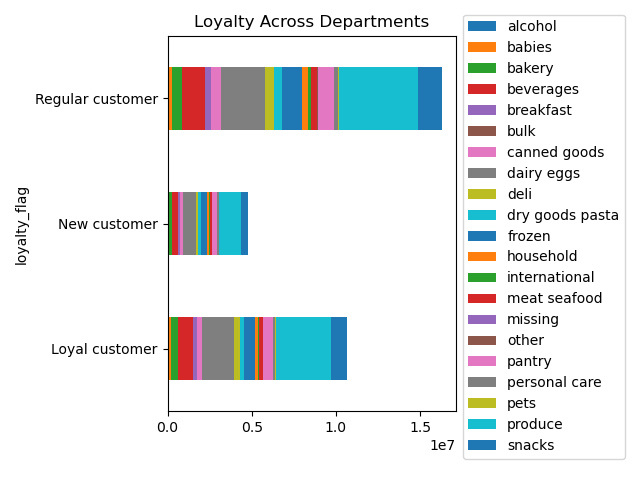 Loyalty Across Departments
loyalty_flag
Regular customer
New customer
Loyal customer
0.0 0.5 1.0 1.5
1e7
alcohol
babies
bakery
beverages
breakfast
bulk
canned goods
dairy eggs
deli
dry goods pasta
frozen
household
international
meat seafood
missing
other
pantry
personal care
pets
produce
snacks